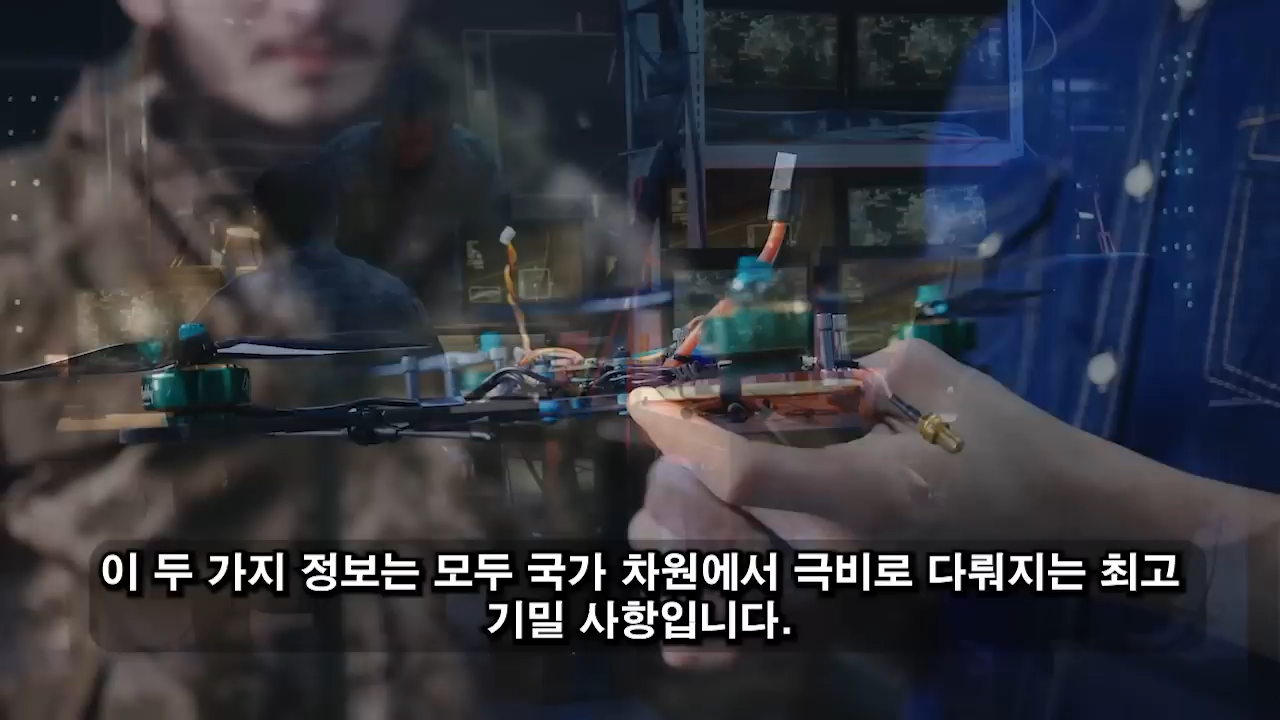 이 두 가지 정보는 모두 국가 차원에서 극비로 다뤄지는 최고
기밀 사항입니다.